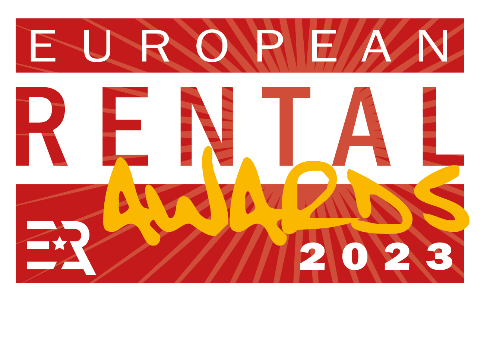 EUROPEAN
RENTAL
AWARDS
ER
2023